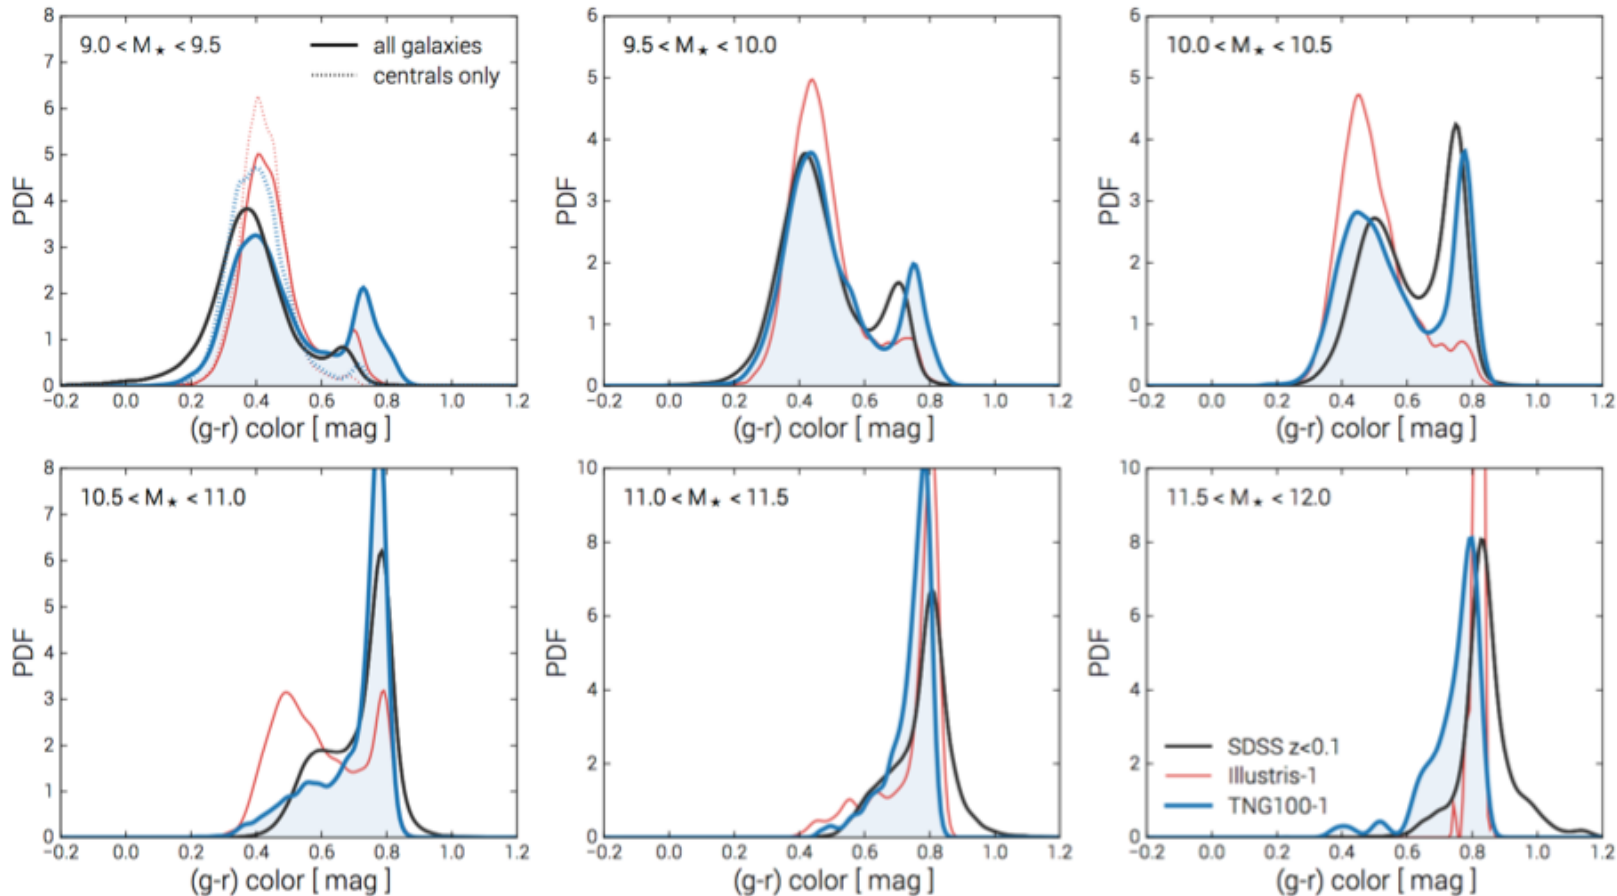 9.0 < M★ < 9.5
all galaxies
centrals only
PDF
8
7
6
5
4
3
2
1
0
−0.2 0.0 0.2 0.4 0.6 0.8 1.0 1.2
(g-r) color [ mag ]
9.5 < M★ < 10.0
PDF
6
5
4
3
2
1
0
−0.2 0.0 0.2 0.4 0.6 0.8 1.0 1.2
(g-r) color [ mag ]
10.0 < M★ < 10.5
PDF
6
5
4
3
2
1
0
−0.2 0.0 0.2 0.4 0.6 0.8 1.0 1.2
(g-r) color [ mag ]
10.5 < M★ < 11.0
PDF
8
7
6
5
4
3
2
1
0
−0.2 0.0 0.2 0.4 0.6 0.8 1.0 1.2
(g-r) color [ mag ]
11.0 < M★ < 11.5
PDF
10
8
6
4
2
0
−0.2 0.0 0.2 0.4 0.6 0.8 1.0 1.2
(g-r) color [ mag ]
11.5 < M★ < 12.0
PDF
10
8
6
4
2
0
SDSS z<0.1
Illustris-1
TNG100-1
−0.2 0.0 0.2 0.4 0.6 0.8 1.0 1.2
(g-r) color [ mag ]